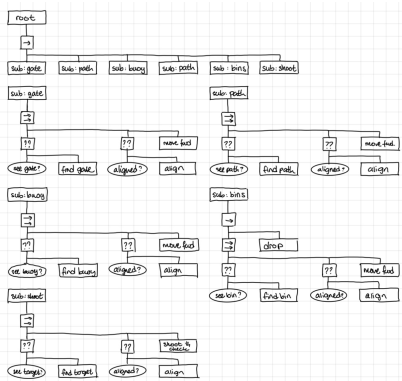 root
→
sub: gate sub: path sub: buoy sub: path sub: bins sub: shoot
sub: gate
⇉
?? ?? move fwd
see gate? find gate aligned? align
sub: path
⇉
?? ?? move fwd.
see path? find path aligned? align
sub: buoy
⇉
?? ?? move fwd
see buoy? find buoy aligned? align
sub: bins
→
⇉ drop
?? ?? move fwd
see bin? find bin aligned? align
sub: shoot
⇉
?? ?? shoot
see target? find target aligned? align